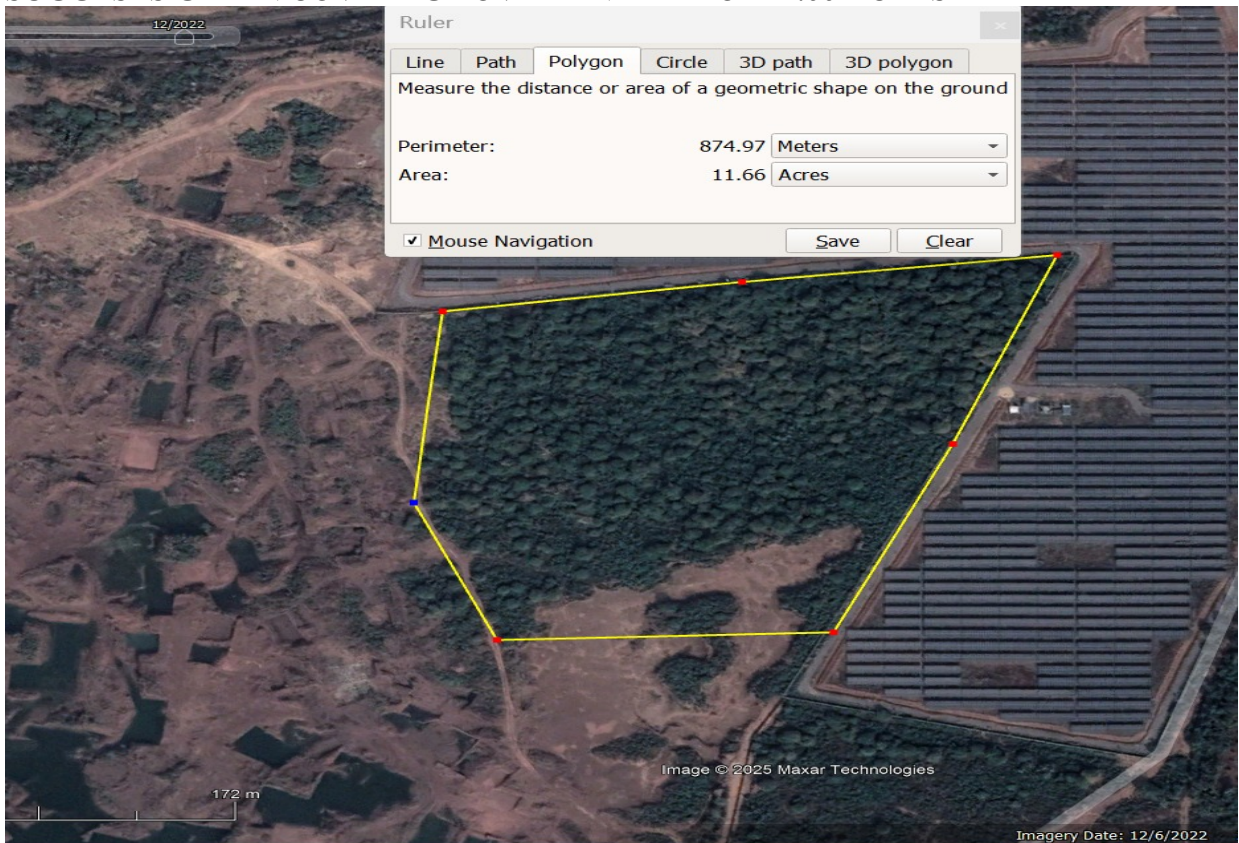 12/2022
Ruler
Line Path Polygon Circle 3D path 3D polygon
Measure the distance or area of a geometric shape on the ground
Perimeter: 874.97 Meters
Area: 11.66 Acres
Mouse Navigation Save Clear
Image © 2025 Maxar Technologies
172 m
Imagery Date: 12/6/2022